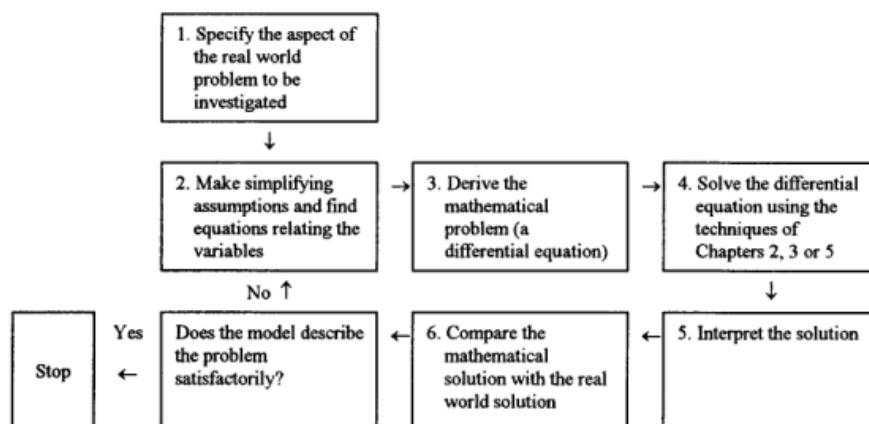 1. Specify the aspect of
the real world
problem to be
investigated
↓
2. Make simplifying
assumptions and find
equations relating the
variables
→
3. Derive the
mathematical
problem (a
differential equation)
→
4. Solve the differential
equation using the
techniques of
Chapters 2, 3 or 5
↓
5. Interpret the solution
←
6. Compare the
mathematical
solution with the real
world solution
←
Does the model describe
the problem
satisfactorily?
No ↑
Yes
←
Stop